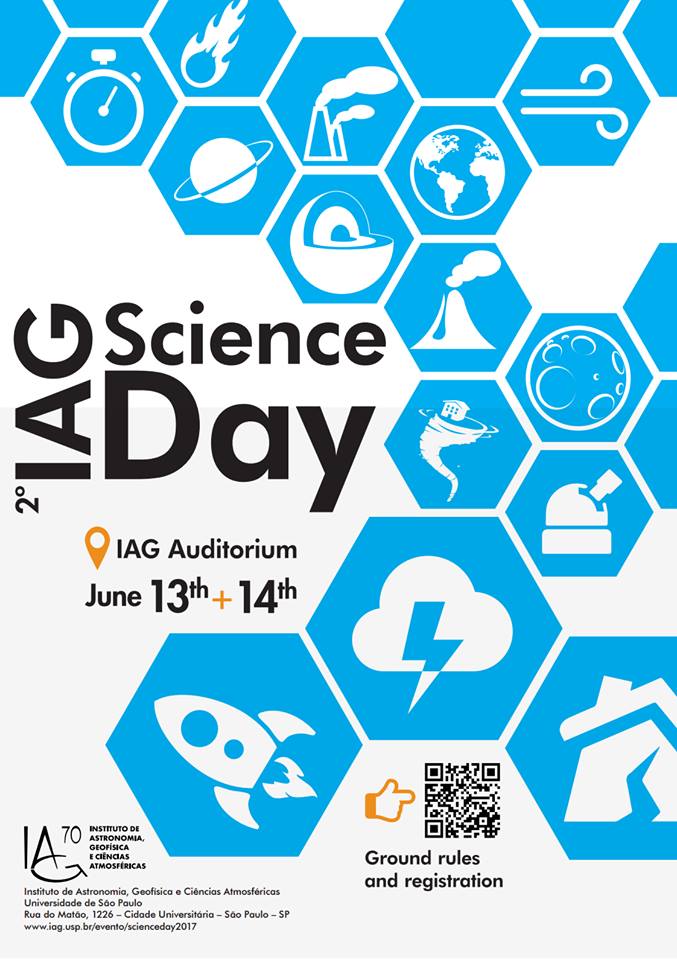 2º IAG
Science
Day
IAG Auditorium
June 13th + 14th
Ground rules
and registration
IAG 70
INSTITUTO DE
ASTRONOMIA,
GEOFÍSICA
E CIÊNCIAS
ATMOSFÉRICAS
Instituto de Astronomia, Geofísica e Ciências Atmosféricas
Universidade de São Paulo
Rua do Matão, 1226 – Cidade Universitária – São Paulo – SP
www.iag.usp.br/evento/scienceday2017